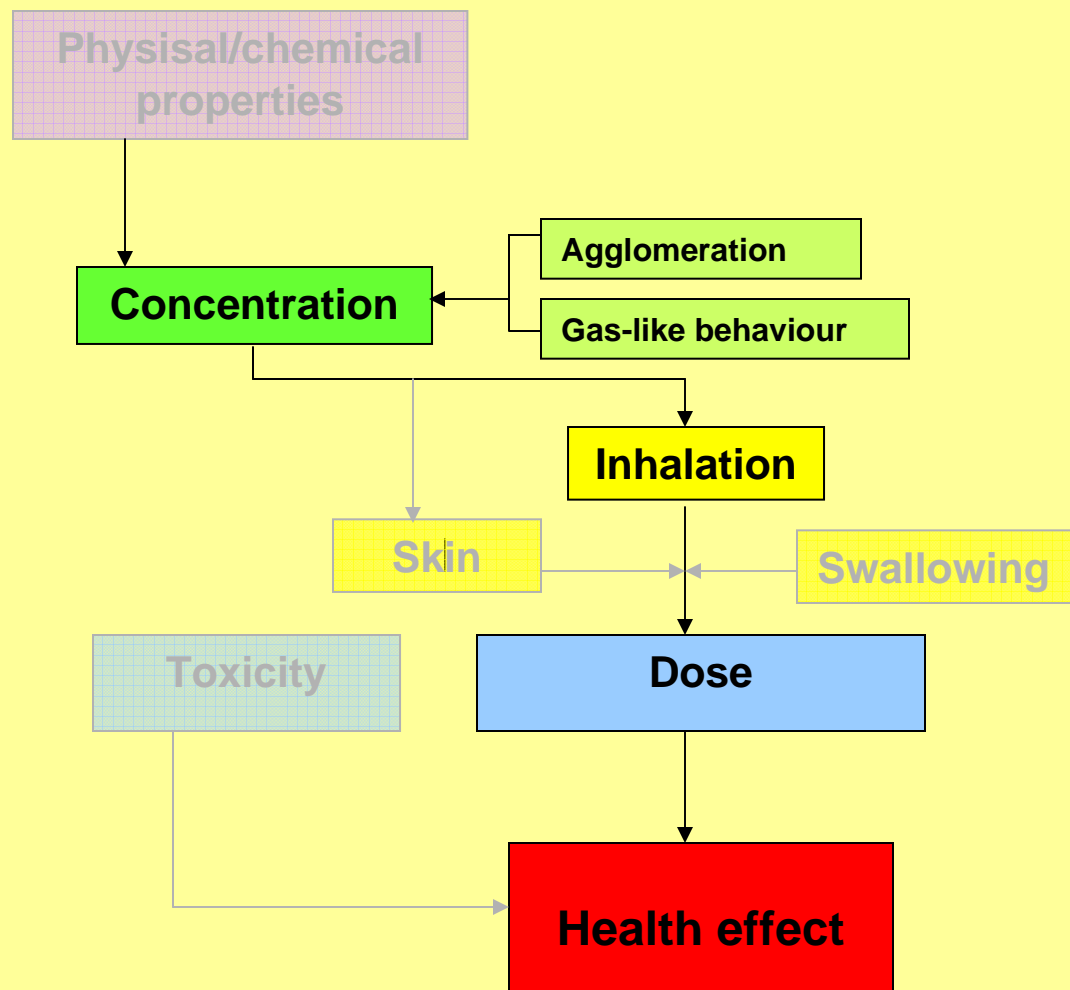 Physisal/chemical
properties
Agglomeration
Concentration
Gas-like behaviour
Inhalation
Skin
Swallowing
Toxicity
Dose
Health effect